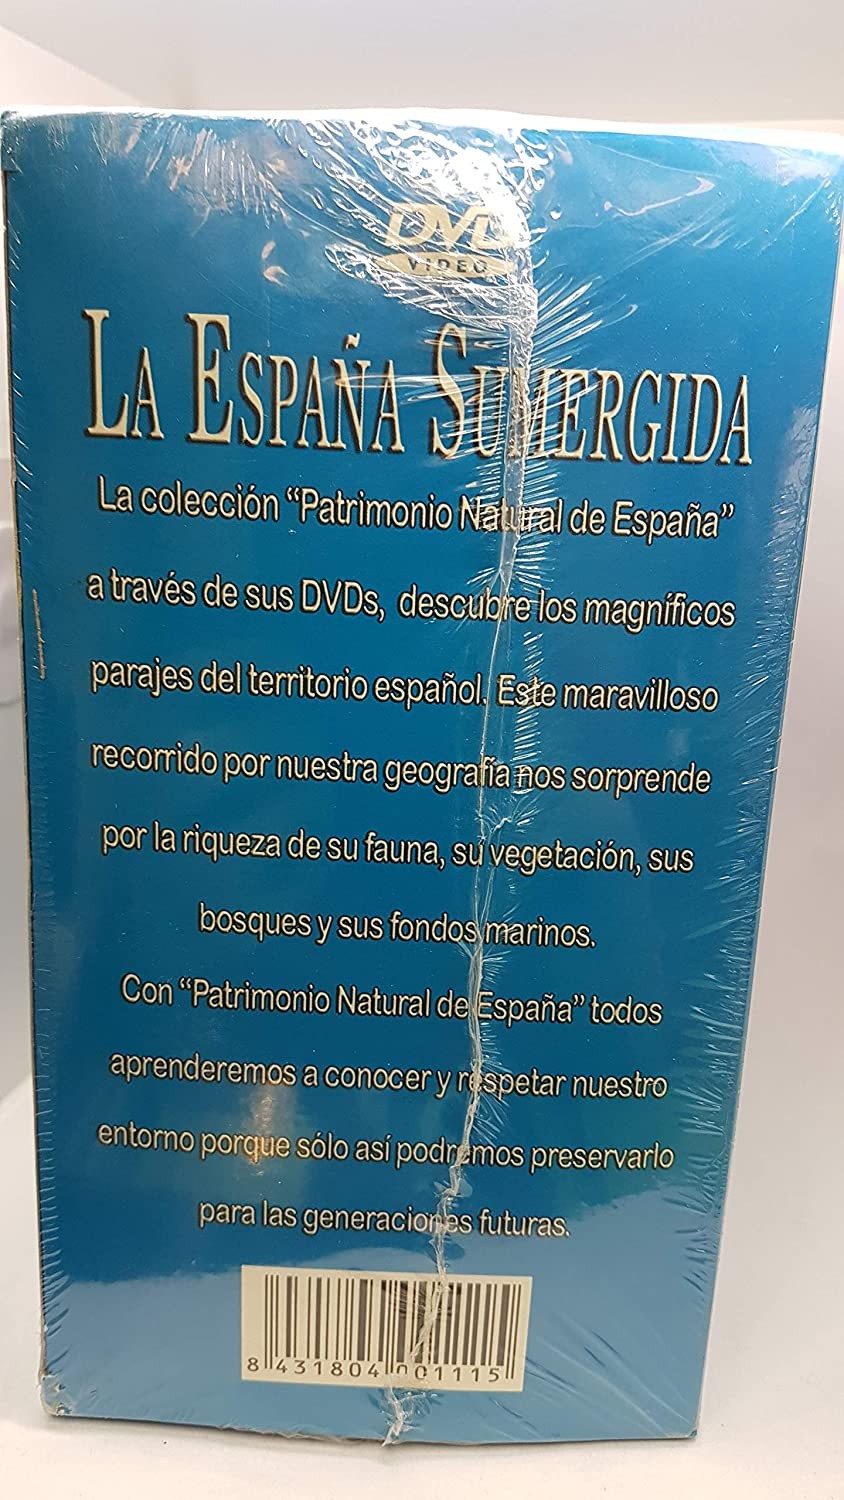 DVD
VIDEO
LA ESPAÑA SUMERGIDA
La colección “Patrimonio Natural de España”
a través de sus DVDs, descubre los magníficos
parajes del territorio español. Este maravilloso
recorrido por nuestra geografía nos sorprende
por la riqueza de su fauna, su vegetación, sus
bosques y sus fondos marinos.
Con “Patrimonio Natural de España” todos
aprenderemos a conocer y respetar nuestro
entorno porque sólo así podremos preservarlo
para las generaciones futuras.
8 431804 001115